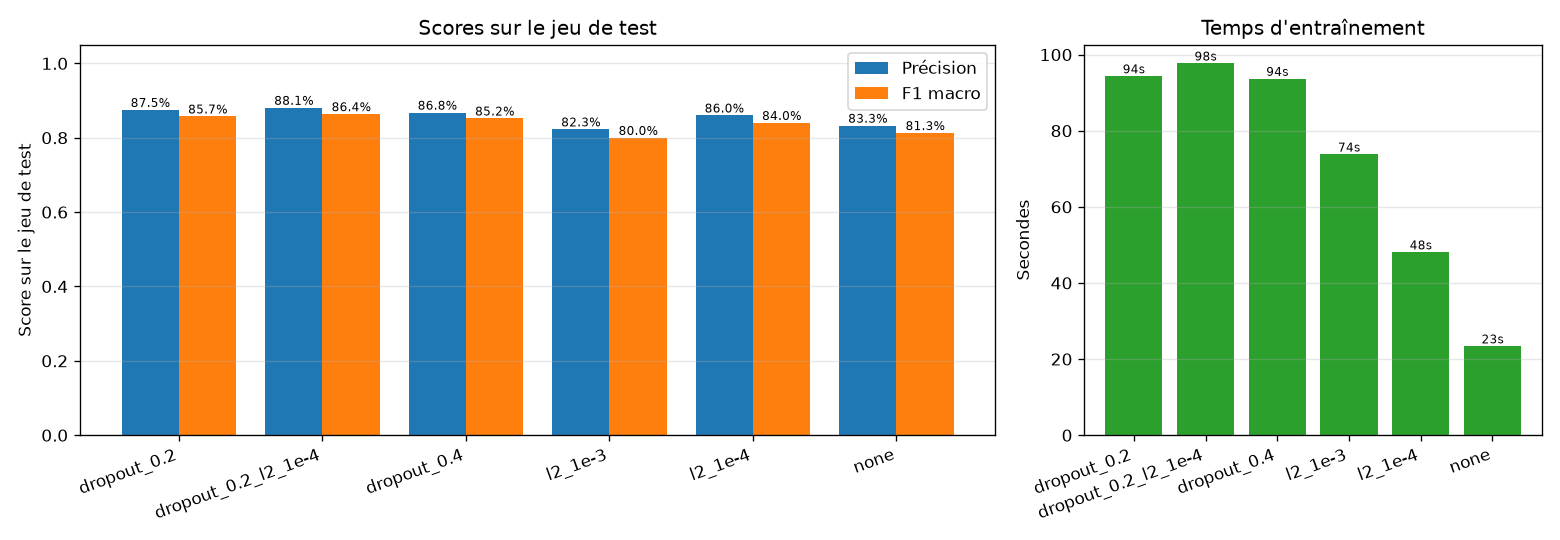 Scores sur le jeu de test
Score sur le jeu de test
1.0
0.8
0.6
0.4
0.2
0.0
Précision
F1 macro
87.5% 85.7% 88.1% 86.4% 86.8% 85.2% 82.3% 80.0% 86.0% 84.0% 83.3% 81.3%
dropout_0.2
dropout_0.2_l2_1e-4
dropout_0.4
l2_1e-3
l2_1e-4
none
Temps d'entraînement
Secondes
100
80
60
40
20
0
94s 98s 94s 74s 48s 23s
dropout_0.2
dropout_0.2_l2_1e-4
dropout_0.4
l2_1e-3
l2_1e-4
none